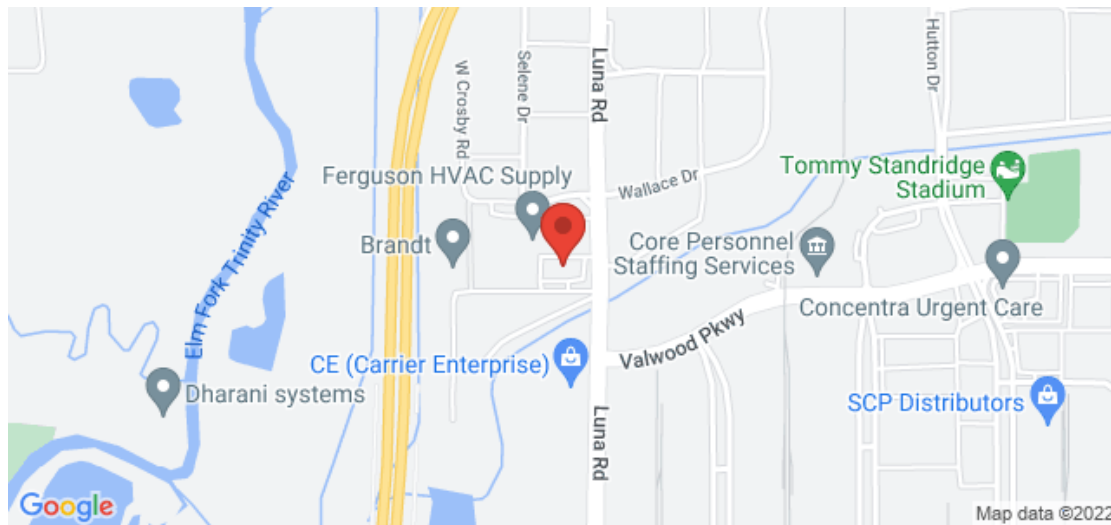 Luna Rd
Hutton Dr
Selene Dr
W Crosby Rd
Ferguson HVAC Supply
Wallace Dr
Tommy Standridge
Stadium
Elm Fork Trinity River
Brandt
Core Personnel
Staffing Services
Concentra Urgent Care
Valwood Pkwy
CE (Carrier Enterprise)
Dharani systems
SCP Distributors
Luna Rd
Google
Map data ©2022